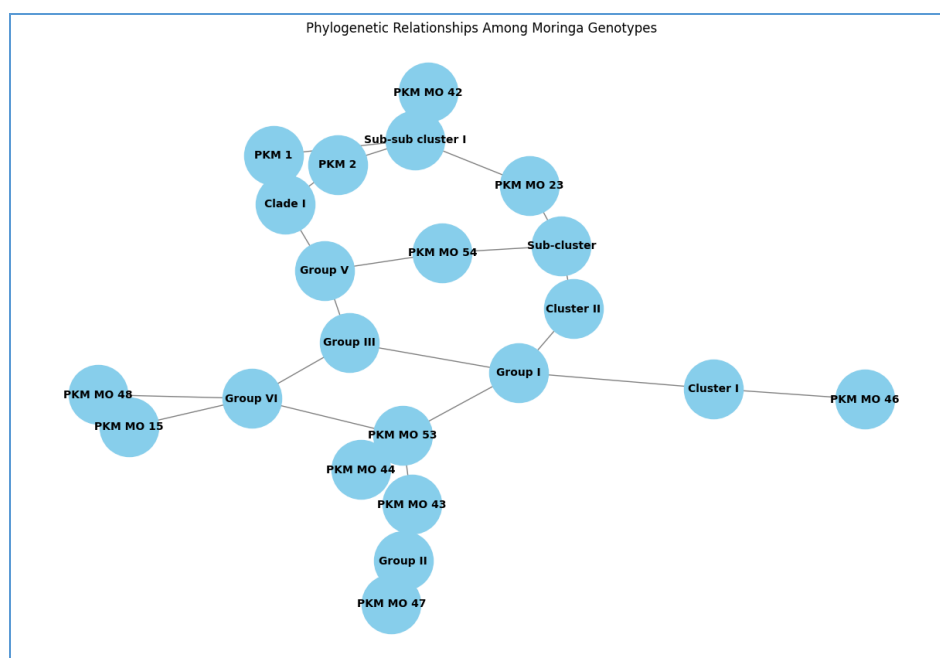 Phylogenetic Relationships Among Moringa Genotypes
PKM MO 42
Sub-sub cluster I
PKM 1
PKM 2
PKM MO 23
Clade I
Sub-cluster
PKM MO 54
Group V
Cluster II
Group III
Group I
Cluster I
PKM MO 48
Group VI
PKM MO 46
PKM MO 15
PKM MO 53
PKM MO 44
PKM MO 43
Group II
PKM MO 47